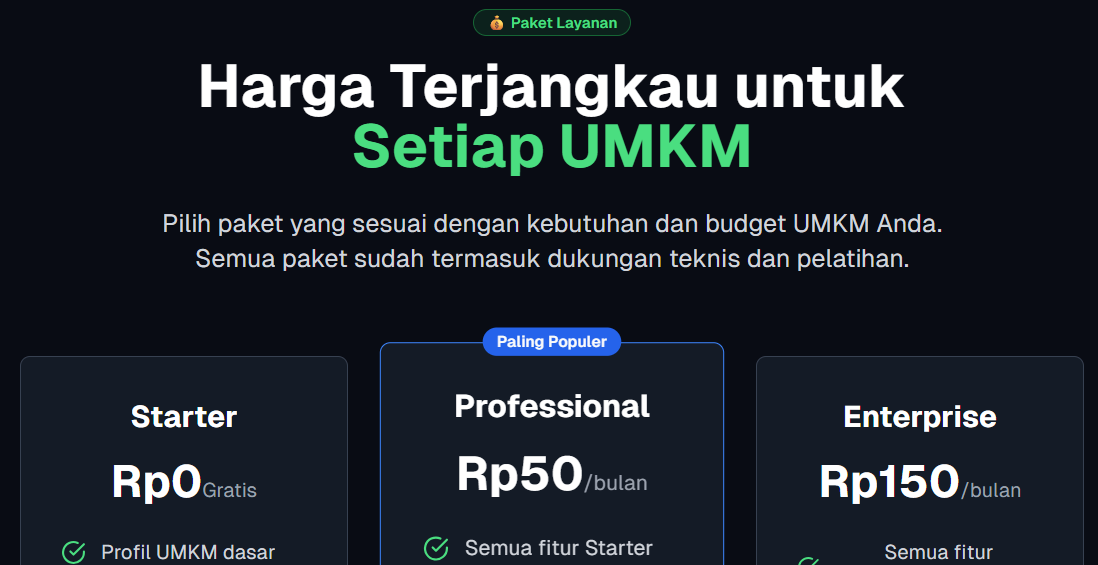 💰 Paket Layanan
Harga Terjangkau untuk
Setiap UMKM
Pilih paket yang sesuai dengan kebutuhan dan budget UMKM Anda.
Semua paket sudah termasuk dukungan teknis dan pelatihan.
Paling Populer
Starter
Rp0Gratis
Profil UMKM dasar
Professional
Rp50/bulan
Semua fitur Starter
Enterprise
Rp150/bulan
Semua fitur